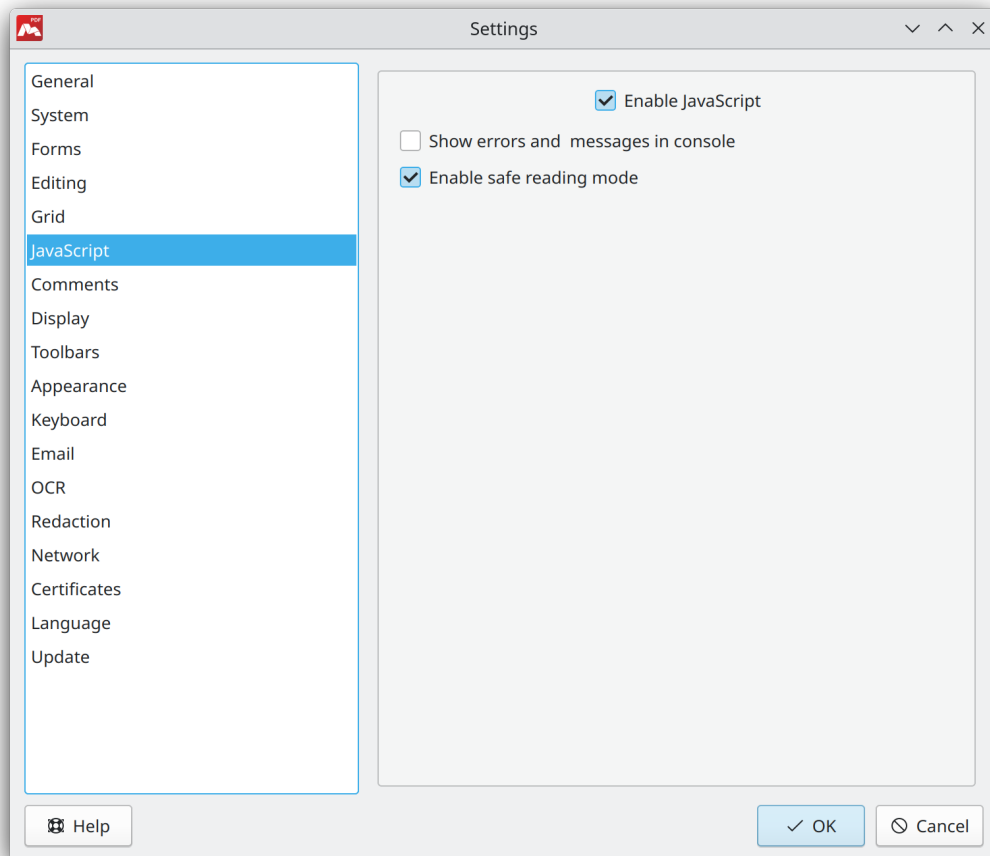 PDF
Settings
General
System
Forms
Editing
Grid
JavaScript
Comments
Display
Toolbars
Appearance
Keyboard
Email
OCR
Redaction
Network
Certificates
Language
Update
Enable JavaScript
Show errors and  messages in console
Enable safe reading mode
Help
OK
Cancel